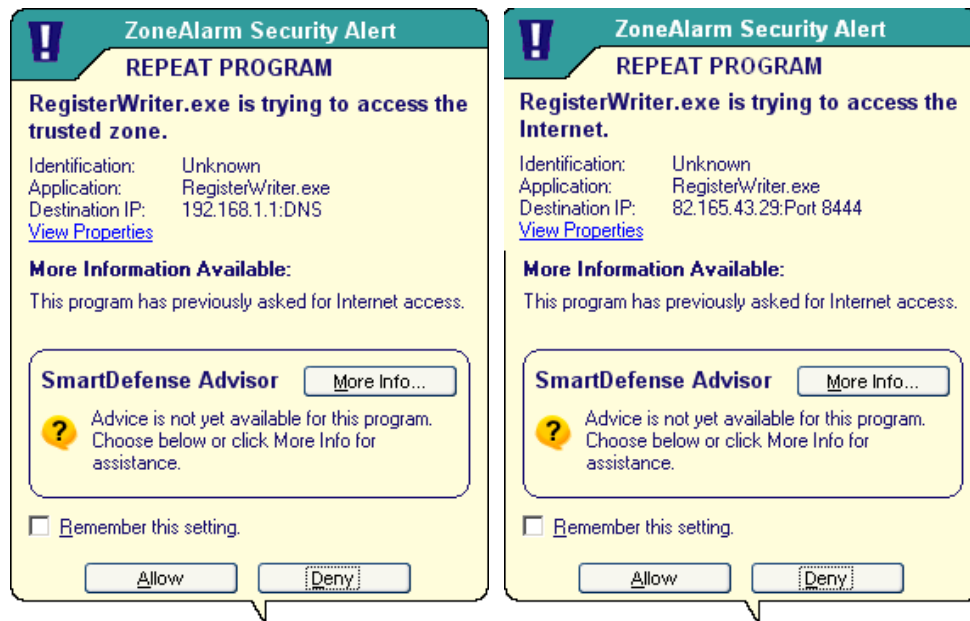 ZoneAlarm Security Alert
REPEAT PROGRAM
RegisterWriter.exe is trying to access the
trusted zone.
Identification: Unknown
Application: RegisterWriter.exe
Destination IP: 192.168.1.1:DNS
View Properties
More Information Available:
This program has previously asked for Internet access.
SmartDefense Advisor More Info...
Advice is not yet available for this program.
Choose below or click More Info for
assistance.
Remember this setting.
Allow Deny
ZoneAlarm Security Alert
REPEAT PROGRAM
RegisterWriter.exe is trying to access the
Internet.
Identification: Unknown
Application: RegisterWriter.exe
Destination IP: 82.165.43.29:Port 8444
View Properties
More Information Available:
This program has previously asked for Internet access.
SmartDefense Advisor More Info...
Advice is not yet available for this program.
Choose below or click More Info for
assistance.
Remember this setting.
Allow Deny